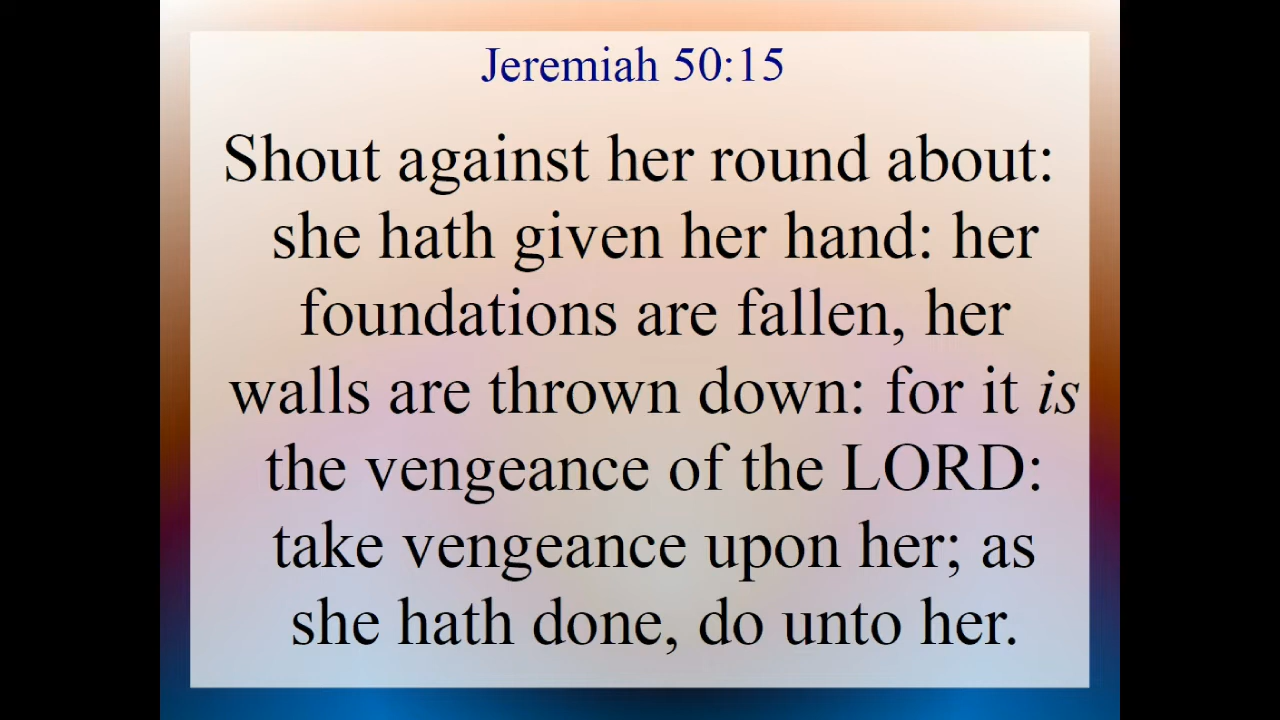 Jeremiah 50:15
Shout against her round about:
she hath given her hand: her
foundations are fallen, her
walls are thrown down: for it is
the vengeance of the LORD:
take vengeance upon her; as
she hath done, do unto her.